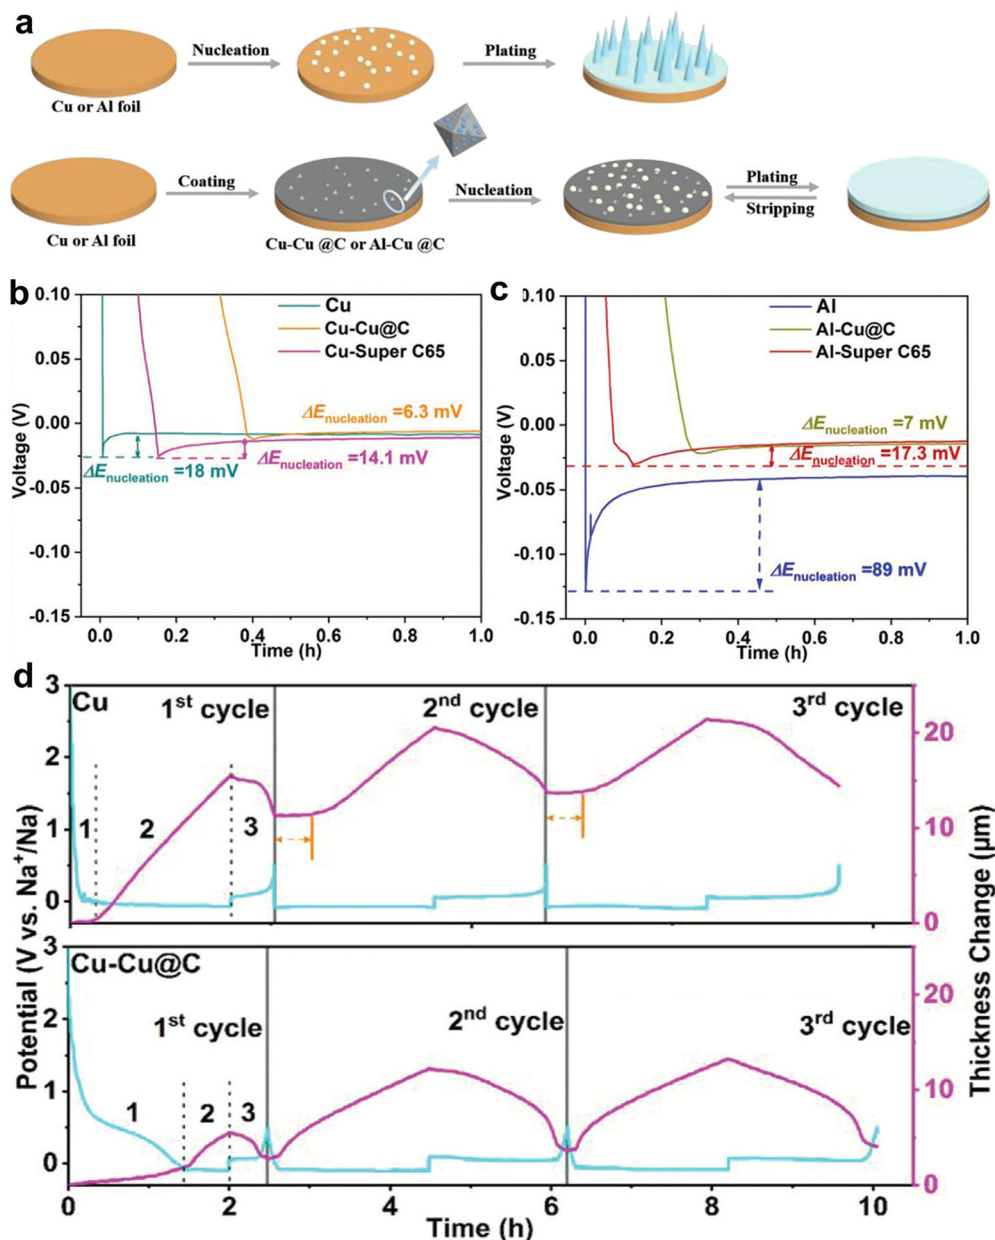 a
Nucleation
Plating
Cu or Al foil
Coating
Nucleation
Plating
Stripping
Cu or Al foil
Cu-Cu @C or Al-Cu @C
b
0.10
0.05
0.00
-0.05
-0.10
-0.15
Voltage (V)
Cu
Cu-Cu@C
Cu-Super C65
ΔEnucleation =6.3 mV
ΔEnucleation =18 mV
ΔEnucleation =14.1 mV
0.0 0.2 0.4 0.6 0.8 1.0
Time (h)
c
0.10
0.05
0.00
-0.05
-0.10
-0.15
Voltage (V)
Al
Al-Cu@C
Al-Super C65
ΔEnucleation =7 mV
ΔEnucleation =17.3 mV
ΔEnucleation =89 mV
0.0 0.2 0.4 0.6 0.8 1.0
Time (h)
d
Potential (V vs. Na+/Na)
Thickness Change (μm)
3
2
1
0
Cu
1st cycle
2nd cycle
3rd cycle
1 2 3
20
10
0
3
2
1
0
Cu-Cu@C
1st cycle
2nd cycle
3rd cycle
1 2 3
20
10
0
0 2 4 6 8 10
Time (h)